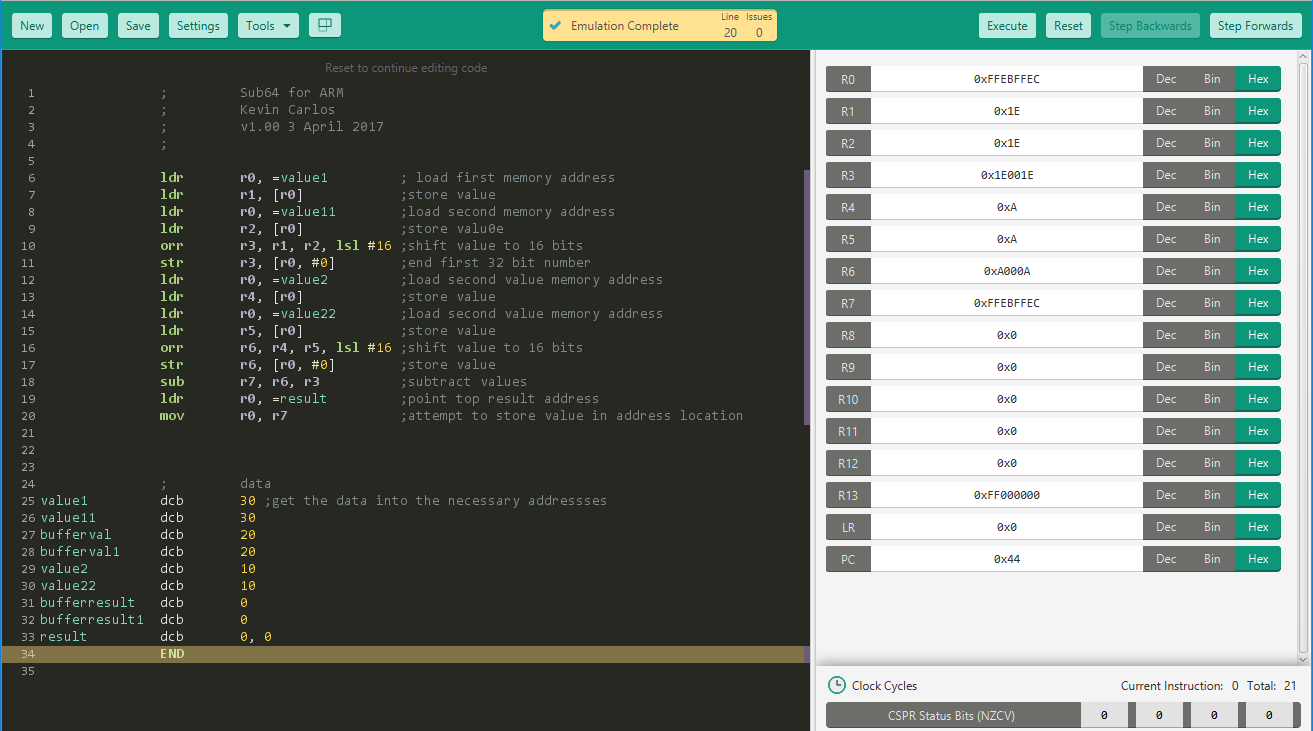 New Open Save Settings Tools Emulation Complete Line Issues 20 0 Execute Reset Step Backwards Step Forwards
Reset to continue editing code
1 ; Sub64 for ARM
2 ; Kevin Carlos
3 ; v1.00 3 April 2017
4 ;
5
6 ldr r0, =value1 ; load first memory address
7 ldr r1, [r0] ;store value
8 ldr r0, =value11 ;load second memory address
9 ldr r2, [r0] ;store valu0e
10 orr r3, r1, r2, lsl #16 ;shift value to 16 bits
11 str r3, [r0, #0] ;end first 32 bit number
12 ldr r0, =value2 ;load second value memory address
13 ldr r4, [r0] ;store value
14 ldr r0, =value22 ;load second value memory address
15 ldr r5, [r0] ;store value
16 orr r6, r4, r5, lsl #16 ;shift value to 16 bits
17 str r6, [r0, #0] ;store value
18 sub r7, r6, r3 ;subtract values
19 ldr r0, =result ;point top result address
20 mov r0, r7 ;attempt to store value in address location
21
22
23
24 ; data
25 value1 dcb 30 ;get the data into the necessary addressses
26 value11 dcb 30
27 bufferval dcb 20
28 bufferval1 dcb 20
29 value2 dcb 10
30 value22 dcb 10
31 bufferresult dcb 0
32 bufferresult1 dcb 0
33 result dcb 0, 0
34 END
35
R0 0xFFEBFFEC Dec Bin Hex
R1 0x1E Dec Bin Hex
R2 0x1E Dec Bin Hex
R3 0x1E001E Dec Bin Hex
R4 0xA Dec Bin Hex
R5 0xA Dec Bin Hex
R6 0xA000A Dec Bin Hex
R7 0xFFEBFFEC Dec Bin Hex
R8 0x0 Dec Bin Hex
R9 0x0 Dec Bin Hex
R10 0x0 Dec Bin Hex
R11 0x0 Dec Bin Hex
R12 0x0 Dec Bin Hex
R13 0xFF000000 Dec Bin Hex
LR 0x0 Dec Bin Hex
PC 0x44 Dec Bin Hex
Clock Cycles Current Instruction: 0 Total: 21
CSPR Status Bits (NZCV) 0 0 0 0